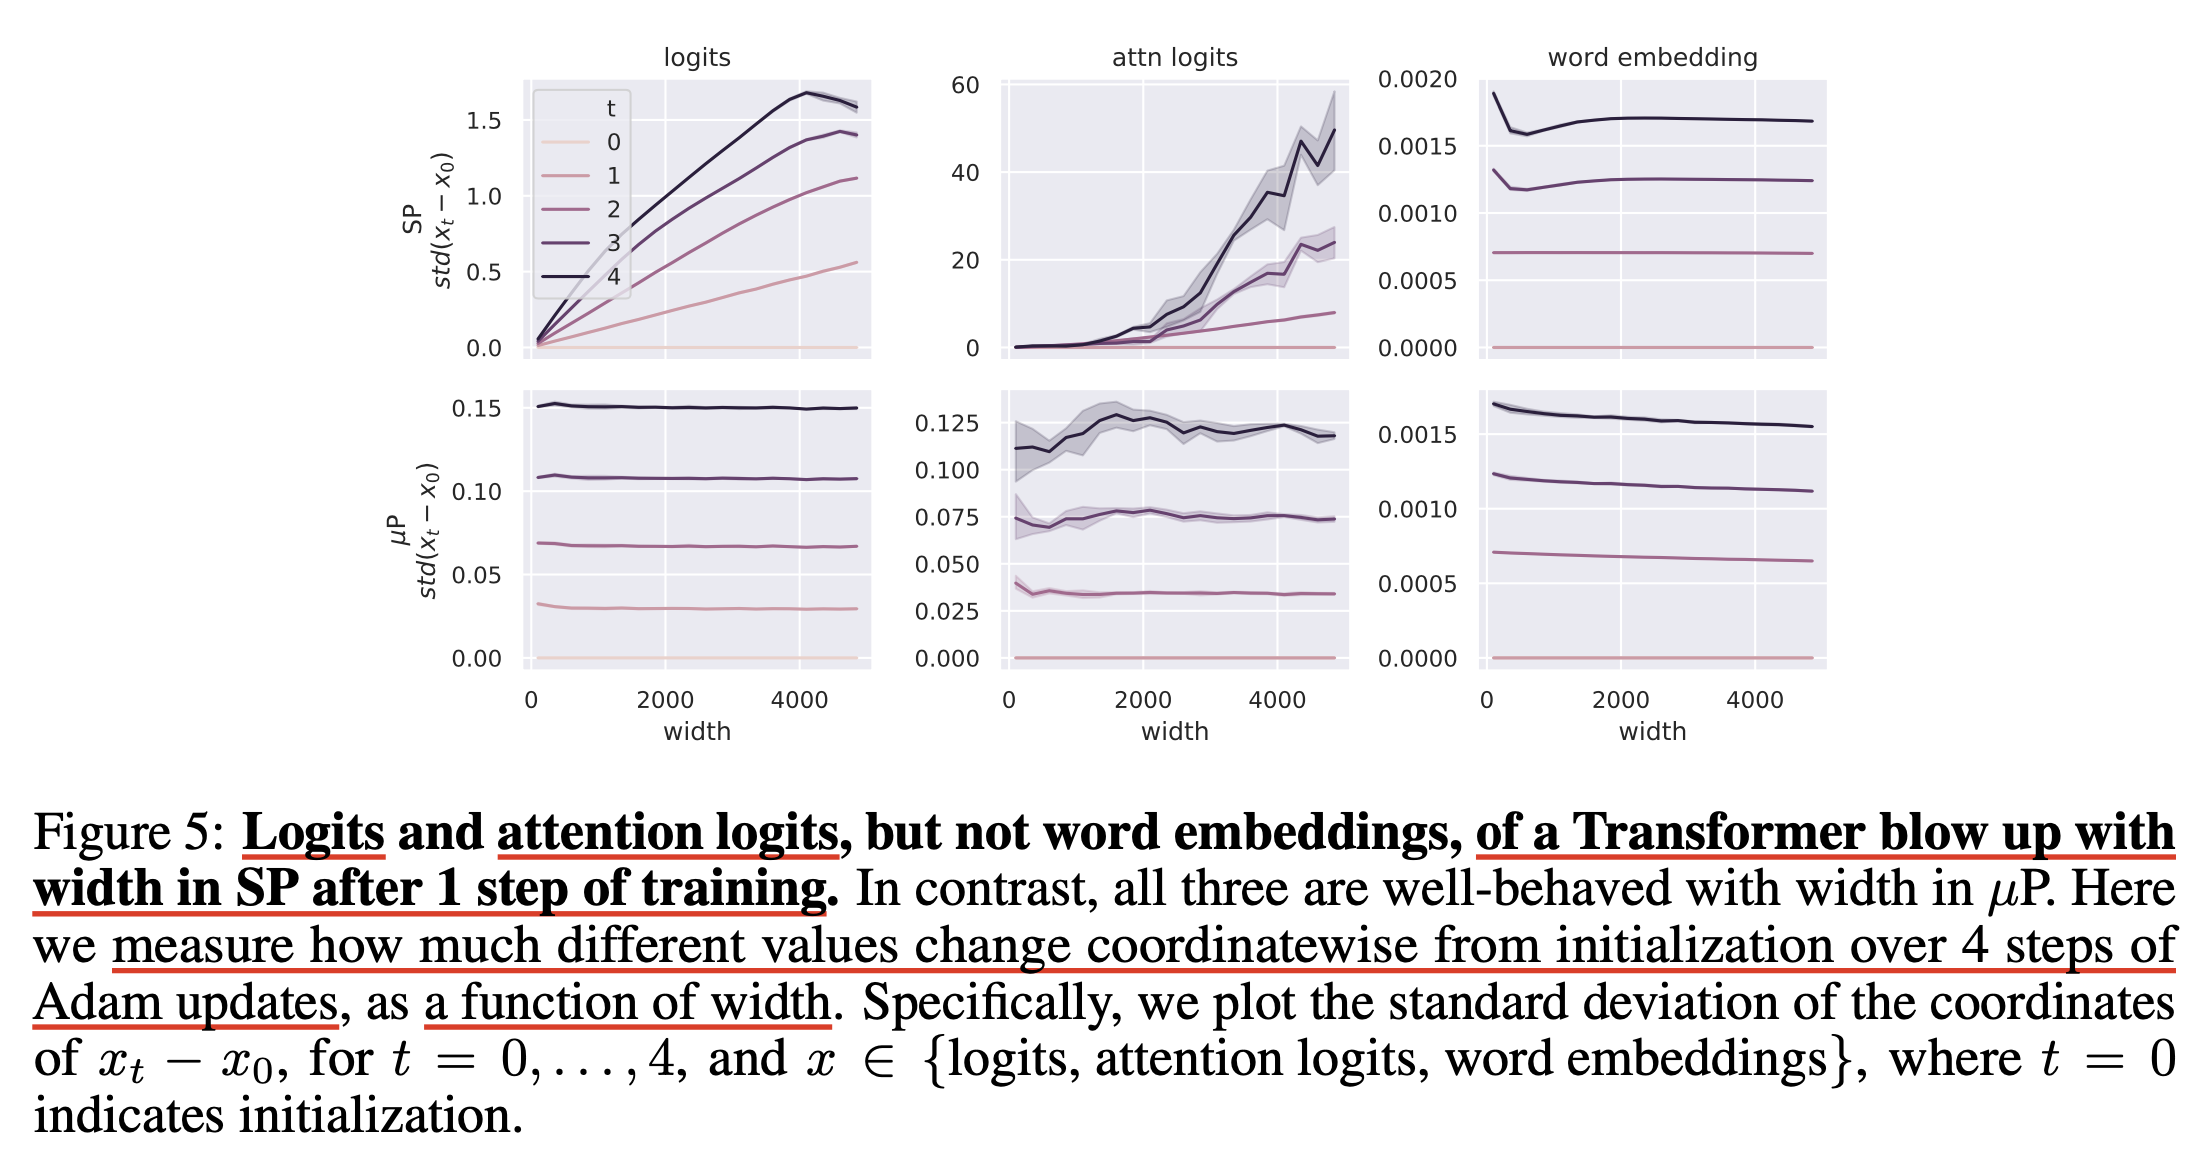 logits
attn logits
word embedding
SP
std(x_t − x_0)
1.5
1.0
0.5
0.0
t
0
1
2
3
4
60
40
20
0
0.0020
0.0015
0.0010
0.0005
0.0000
μP
std(x_t − x_0)
0.15
0.10
0.05
0.00
0.125
0.100
0.075
0.050
0.025
0.000
0.0015
0.0010
0.0005
0.0000
0 2000 4000
0 2000 4000
0 2000 4000
width
width
width
Figure 5: Logits and attention logits, but not word embeddings, of a Transformer blow up with
width in SP after 1 step of training. In contrast, all three are well-behaved with width in μP. Here
we measure how much different values change coordinatewise from initialization over 4 steps of
Adam updates, as a function of width. Specifically, we plot the standard deviation of the coordinates
of x_t − x_0, for t = 0, . . . , 4, and x ∈ {logits, attention logits, word embeddings}, where t = 0
indicates initialization.